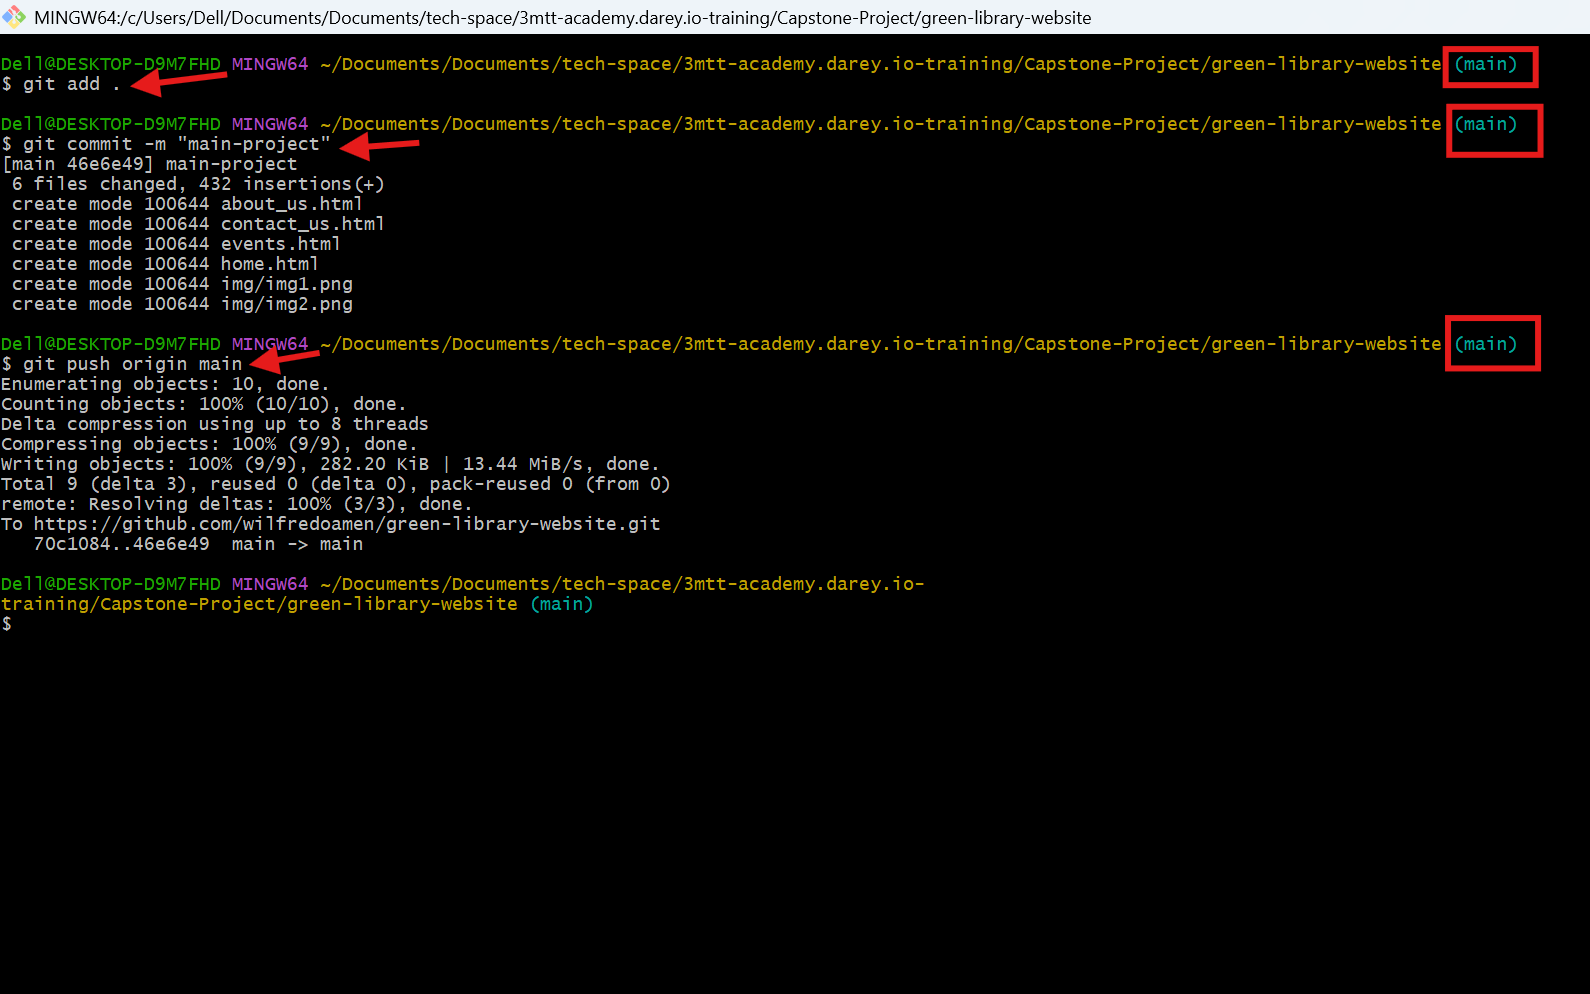 MINGW64:/c/Users/Dell/Documents/Documents/tech-space/3mtt-academy.darey.io-training/Capstone-Project/green-library-website
Dell@DESKTOP-D9M7FHD MINGW64 ~/Documents/Documents/tech-space/3mtt-academy.darey.io-training/Capstone-Project/green-library-website (main)
$ git add .
Dell@DESKTOP-D9M7FHD MINGW64 ~/Documents/Documents/tech-space/3mtt-academy.darey.io-training/Capstone-Project/green-library-website (main)
$ git commit -m "main-project"
[main 46e6e49] main-project
 6 files changed, 432 insertions(+)
 create mode 100644 about_us.html
 create mode 100644 contact_us.html
 create mode 100644 events.html
 create mode 100644 home.html
 create mode 100644 img/img1.png
 create mode 100644 img/img2.png
Dell@DESKTOP-D9M7FHD MINGW64 ~/Documents/Documents/tech-space/3mtt-academy.darey.io-training/Capstone-Project/green-library-website (main)
$ git push origin main
Enumerating objects: 10, done.
Counting objects: 100% (10/10), done.
Delta compression using up to 8 threads
Compressing objects: 100% (9/9), done.
Writing objects: 100% (9/9), 282.20 KiB | 13.44 MiB/s, done.
Total 9 (delta 3), reused 0 (delta 0), pack-reused 0 (from 0)
remote: Resolving deltas: 100% (3/3), done.
To https://github.com/wilfredoamen/green-library-website.git
   70c1084..46e6e49  main -> main
Dell@DESKTOP-D9M7FHD MINGW64 ~/Documents/Documents/tech-space/3mtt-academy.darey.io-
training/Capstone-Project/green-library-website (main)
$